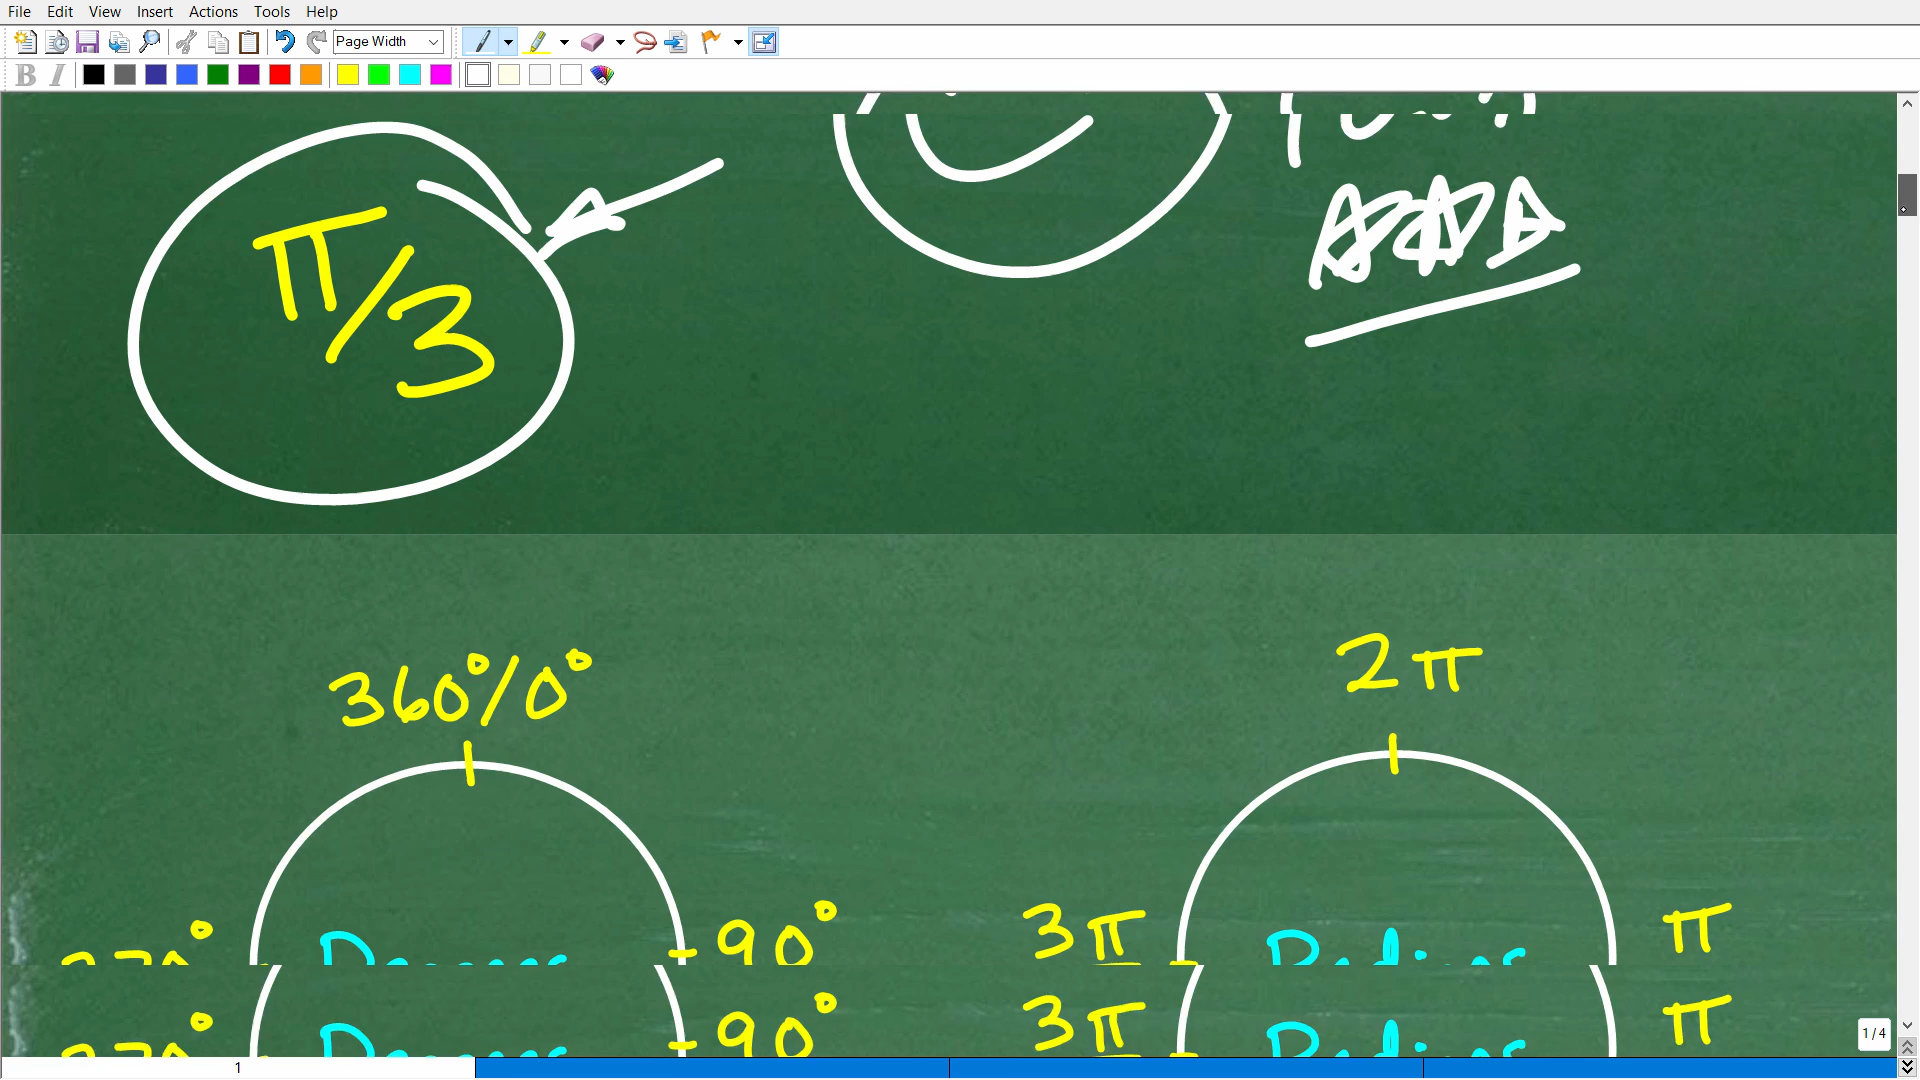 File Edit View Insert Actions Tools Help
Page Width
B I
π/3
360°/0°
2π
90°
3π
π
90°
3π
π
1 / 4
1